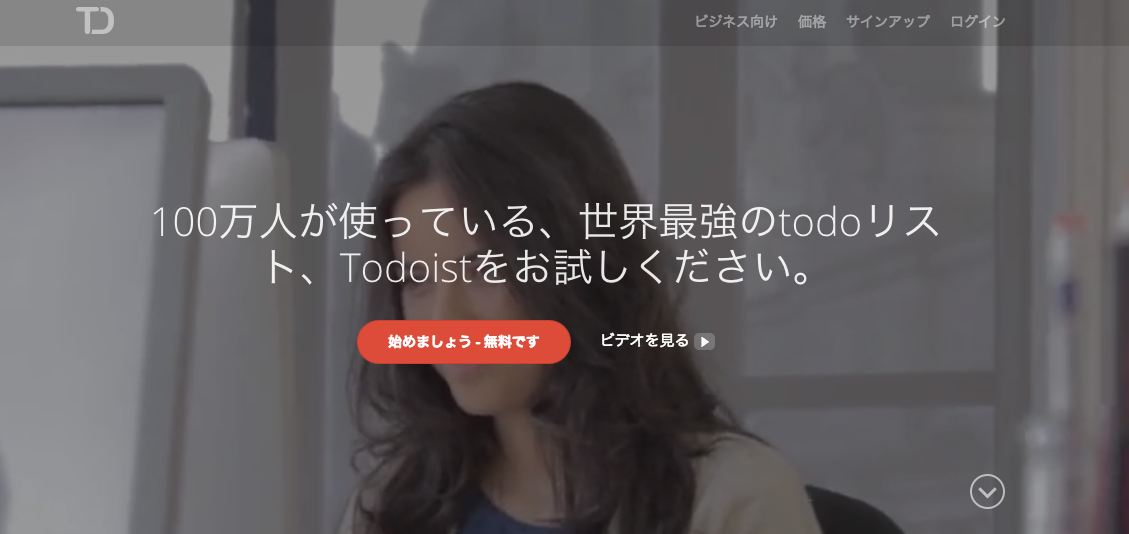 TD
ビジネス向け 価格 サインアップ ログイン
100万人が使っている、世界最強のtodoリス
ト、Todoistをお試しください。
始めましょう - 無料です ビデオを見る